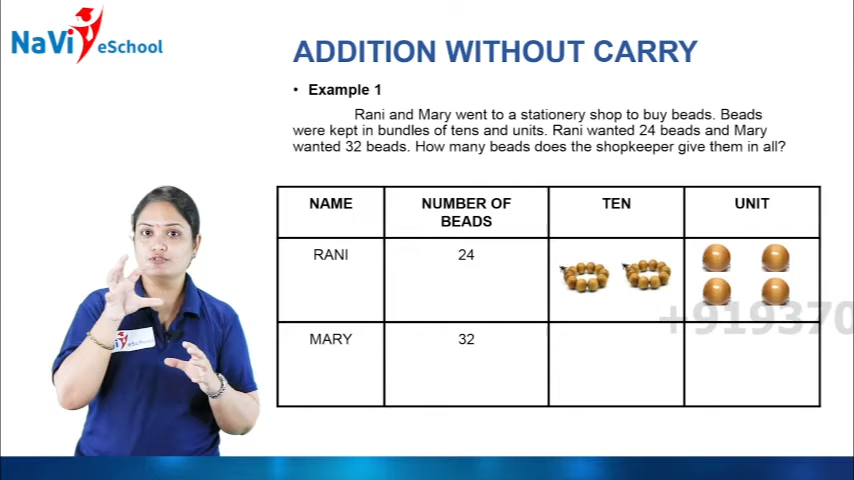 NaVi eSchool
ADDITION WITHOUT CARRY
• Example 1
Rani and Mary went to a stationery shop to buy beads. Beads
were kept in bundles of tens and units. Rani wanted 24 beads and Mary
wanted 32 beads. How many beads does the shopkeeper give them in all?
NAME NUMBER OF BEADS TEN UNIT
RANI 24
+919370
MARY 32
eSchool